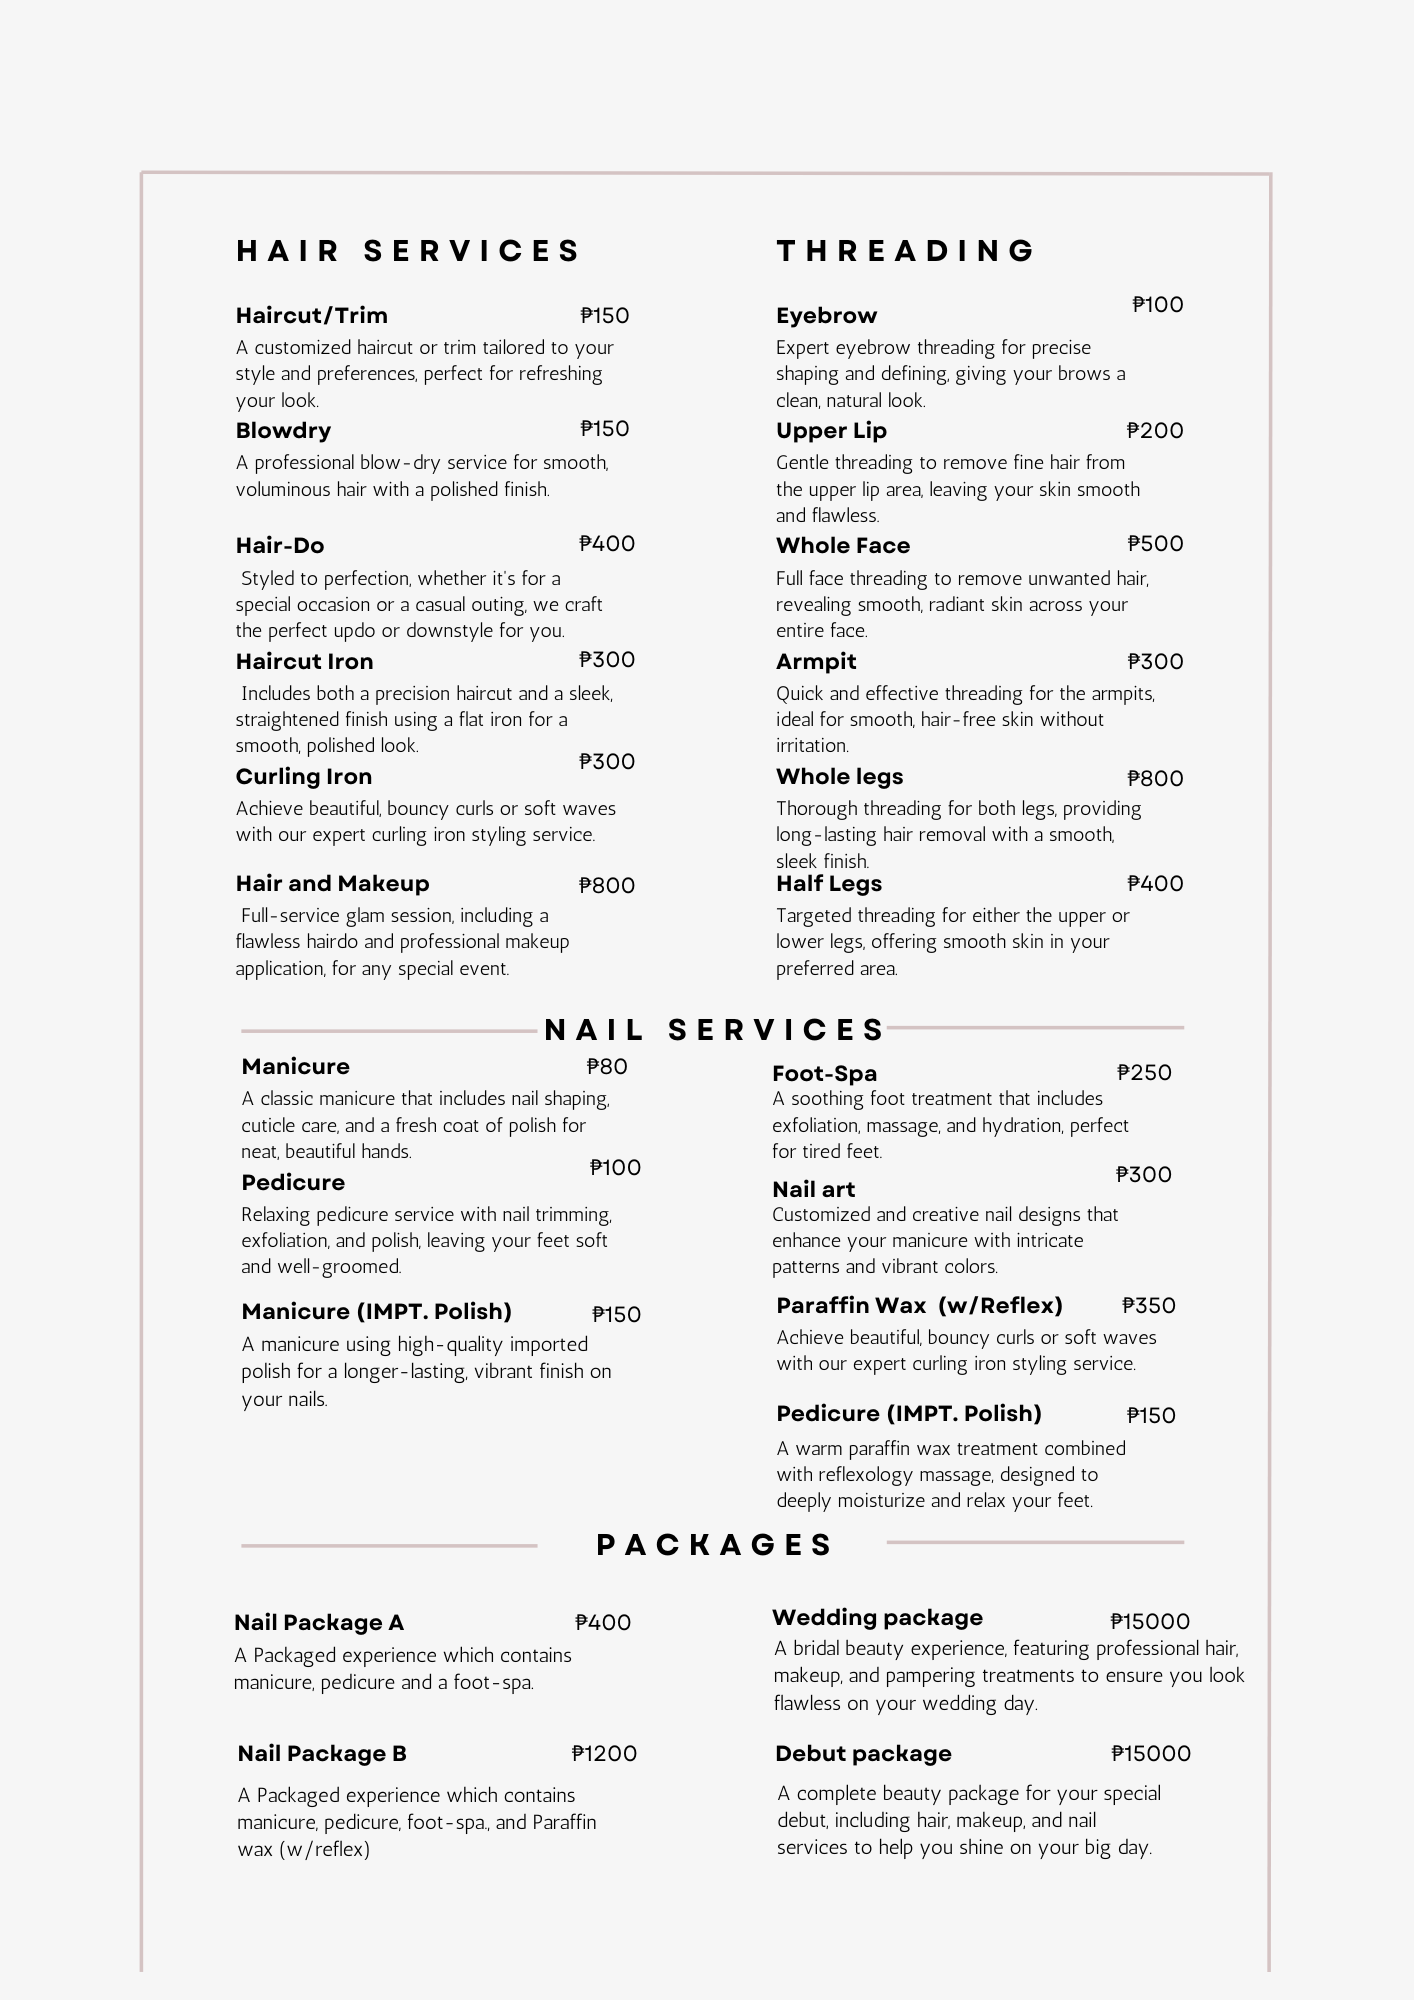 HAIR SERVICES
Haircut/Trim ₱150
A customized haircut or trim tailored to your
style and preferences, perfect for refreshing
your look.
Blowdry ₱150
A professional blow-dry service for smooth,
voluminous hair with a polished finish.
Hair-Do ₱400
Styled to perfection, whether it's for a
special occasion or a casual outing, we craft
the perfect updo or downstyle for you.
Haircut Iron ₱300
Includes both a precision haircut and a sleek,
straightened finish using a flat iron for a
smooth, polished look.
Curling Iron ₱300
Achieve beautiful, bouncy curls or soft waves
with our expert curling iron styling service.
Hair and Makeup ₱800
Full-service glam session, including a
flawless hairdo and professional makeup
application, for any special event.
THREADING
Eyebrow ₱100
Expert eyebrow threading for precise
shaping and defining, giving your brows a
clean, natural look.
Upper Lip ₱200
Gentle threading to remove fine hair from
the upper lip area, leaving your skin smooth
and flawless.
Whole Face ₱500
Full face threading to remove unwanted hair,
revealing smooth, radiant skin across your
entire face.
Armpit ₱300
Quick and effective threading for the armpits,
ideal for smooth, hair-free skin without
irritation.
Whole legs ₱800
Thorough threading for both legs, providing
long-lasting hair removal with a smooth,
sleek finish.
Half Legs ₱400
Targeted threading for either the upper or
lower legs, offering smooth skin in your
preferred area.
NAIL SERVICES
Manicure ₱80
A classic manicure that includes nail shaping,
cuticle care, and a fresh coat of polish for
neat, beautiful hands.
Pedicure ₱100
Relaxing pedicure service with nail trimming,
exfoliation, and polish, leaving your feet soft
and well-groomed.
Manicure (IMPT. Polish) ₱150
A manicure using high-quality imported
polish for a longer-lasting, vibrant finish on
your nails.
Foot-Spa ₱250
A soothing foot treatment that includes
exfoliation, massage, and hydration, perfect
for tired feet.
Nail art ₱300
Customized and creative nail designs that
enhance your manicure with intricate
patterns and vibrant colors.
Paraffin Wax (w/Reflex) ₱350
Achieve beautiful, bouncy curls or soft waves
with our expert curling iron styling service.
Pedicure (IMPT. Polish) ₱150
A warm paraffin wax treatment combined
with reflexology massage, designed to
deeply moisturize and relax your feet.
PACKAGES
Nail Package A ₱400
A Packaged experience which contains
manicure, pedicure and a foot-spa.
Nail Package B ₱1200
A Packaged experience which contains
manicure, pedicure, foot-spa., and Paraffin
wax (w/reflex)
Wedding package ₱15000
A bridal beauty experience, featuring professional hair,
makeup, and pampering treatments to ensure you look
flawless on your wedding day.
Debut package ₱15000
A complete beauty package for your special
debut, including hair, makeup, and nail
services to help you shine on your big day.